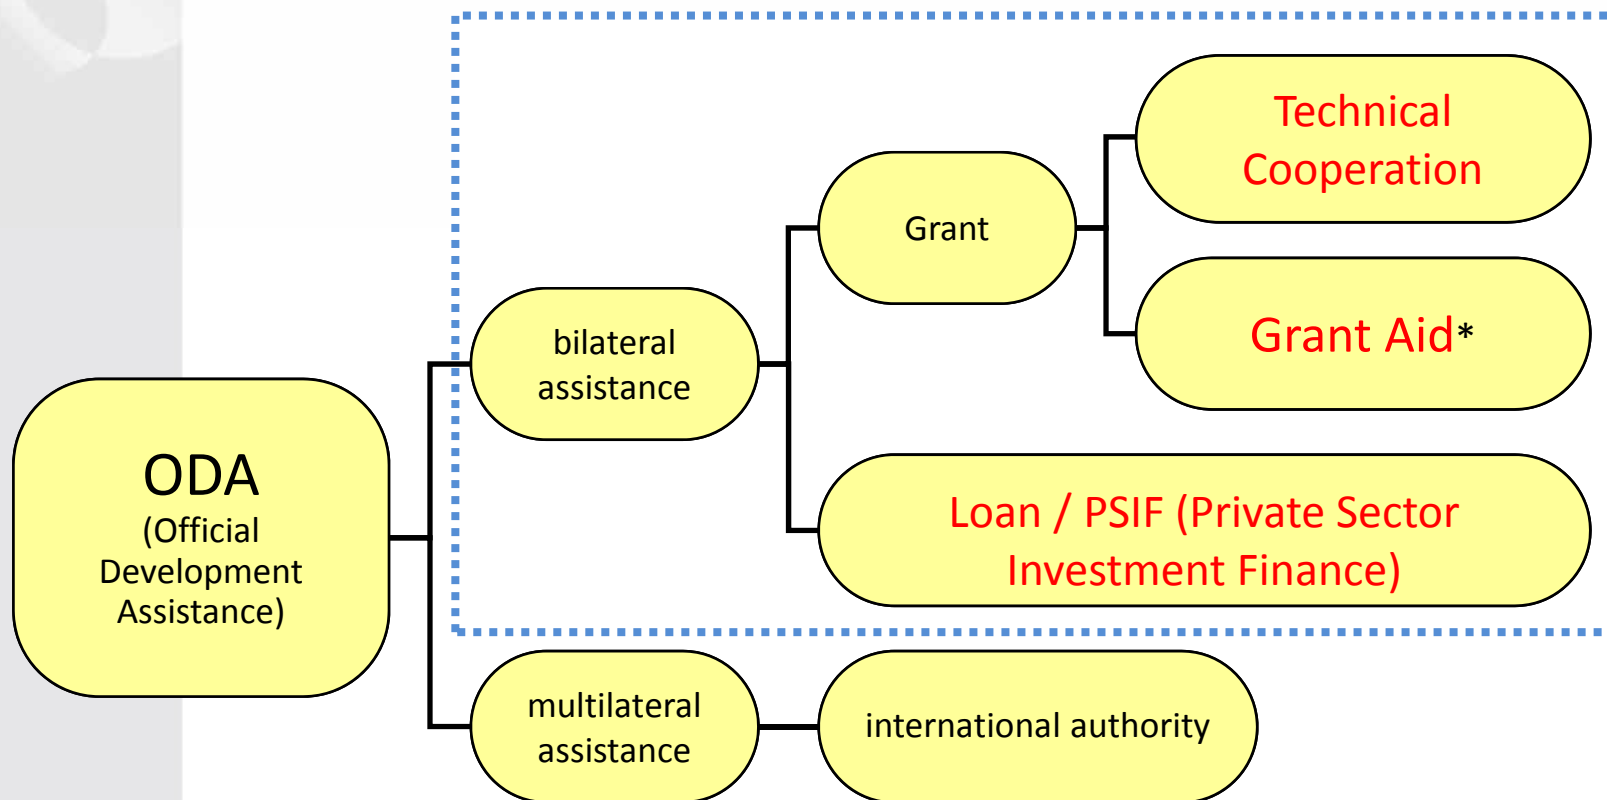 Technical
Cooperation
Grant
Grant Aid*
bilateral
assistance
ODA
(Official
Development
Assistance)
Loan / PSIF (Private Sector
Investment Finance)
multilateral
assistance
international authority